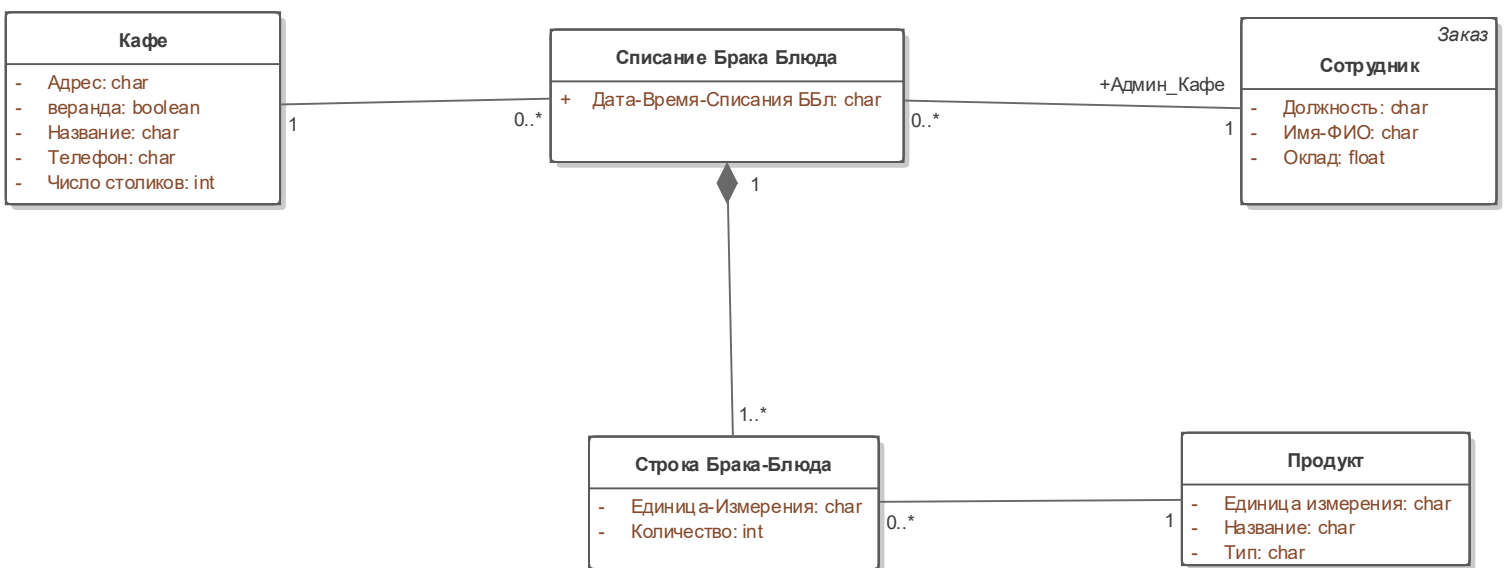 Кафе
- Адрес: char
- веранда: boolean
- Название: char
- Телефон: char
- Число столиков: int
1
0..*
Списание Брака Блюда
+ Дата-Время-Списания ББл: char
0..*
+Админ_Кафе
1
Заказ
Сотрудник
- Должность: char
- Имя-ФИО: char
- Оклад: float
1
1..*
Строка Брака-Блюда
- Единица-Измерения: char
- Количество: int
0..*
1
Продукт
- Единица измерения: char
- Название: char
- Тип: char